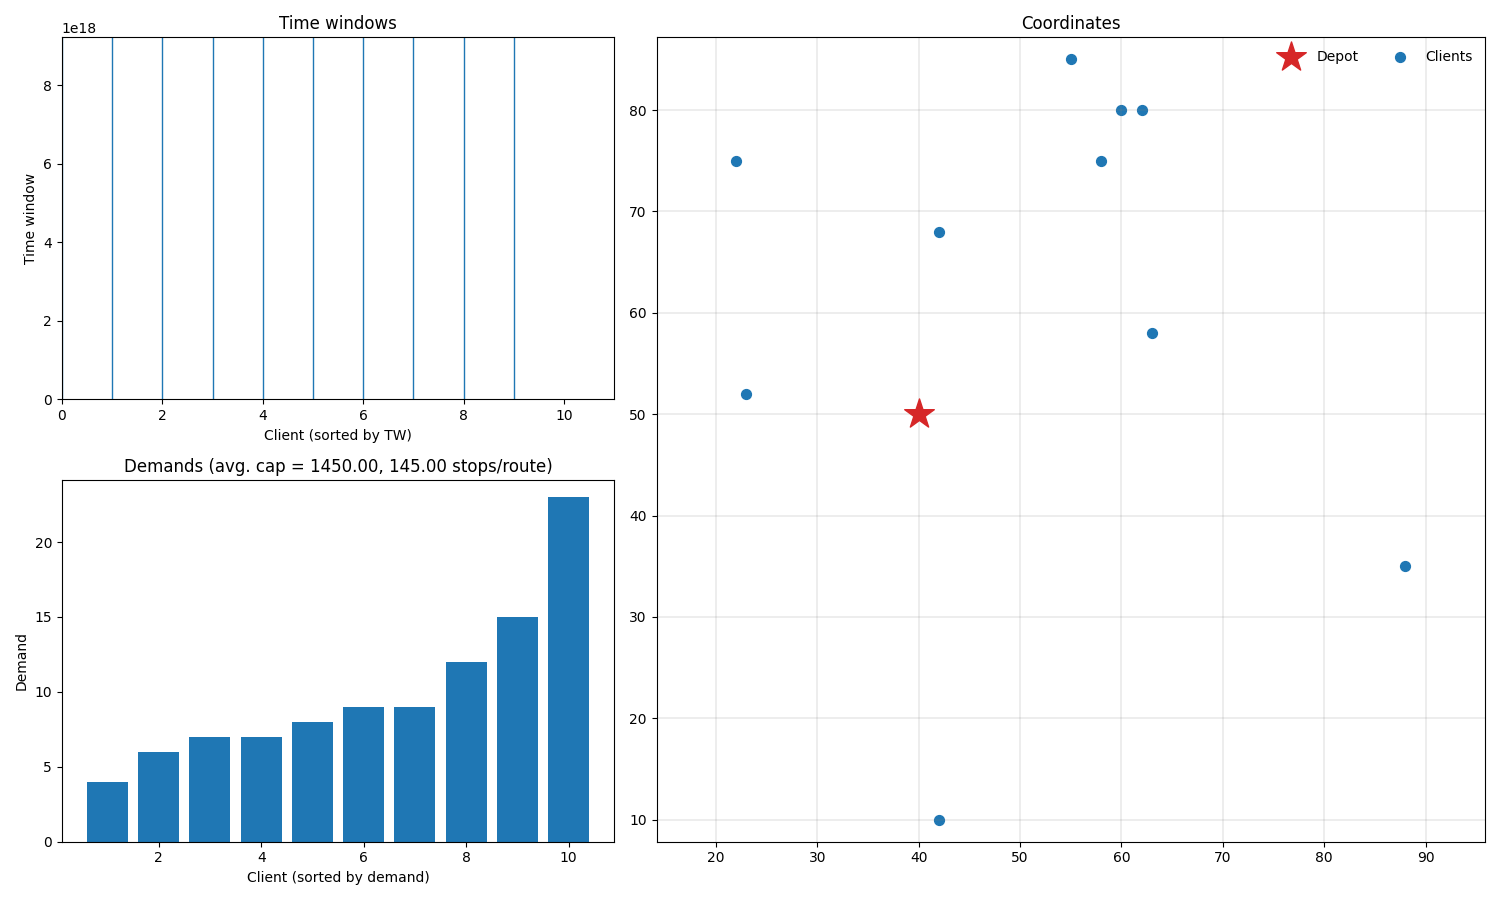 Time windows
1e18
8
6
4
2
0
Time window
0 2 4 6 8 10
Client (sorted by TW)
Demands (avg. cap = 1450.00, 145.00 stops/route)
20
15
10
5
0
Demand
2 4 6 8 10
Client (sorted by demand)
Coordinates
Depot Clients
80
70
60
50
40
30
20
10
20 30 40 50 60 70 80 90